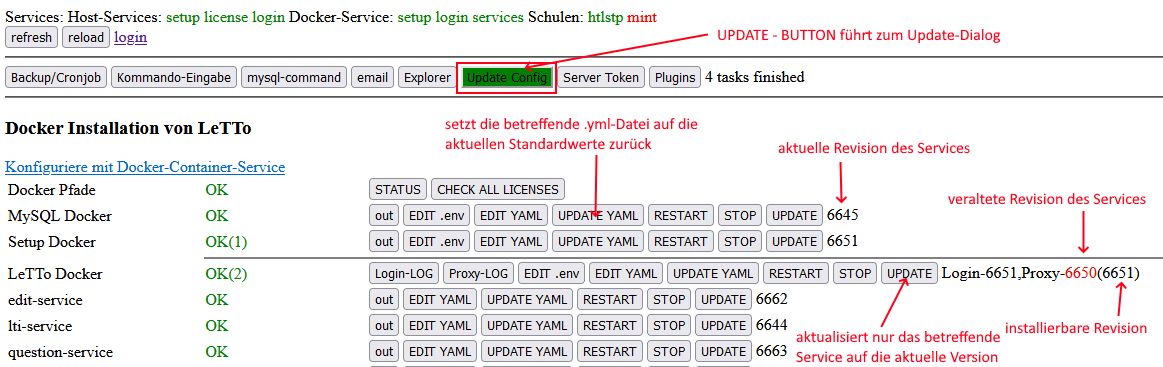 Services: Host-Services: setup license login Docker-Service: setup login services Schulen: htlstp mint
refresh reload login
UPDATE - BUTTON führt zum Update-Dialog
Backup/Cronjob Kommando-Eingabe mysql-command email Explorer Update Config Server Token Plugins 4 tasks finished
Docker Installation von LeTTo
setzt die betreffende .yml-Datei auf die
aktuellen Standardwerte zurück
aktuelle Revision des Services
Konfiguriere mit Docker-Container-Service
Docker Pfade OK STATUS CHECK ALL LICENSES
veraltete Revision des Services
MySQL Docker OK out EDIT .env EDIT YAML UPDATE YAML RESTART STOP UPDATE 6645
Setup Docker OK(1) out EDIT .env EDIT YAML UPDATE YAML RESTART STOP UPDATE 6651
LeTTo Docker OK(2) Login-LOG Proxy-LOG EDIT .env EDIT YAML UPDATE YAML RESTART STOP UPDATE Login-6651,Proxy-6650(6651)
edit-service OK out EDIT YAML UPDATE YAML RESTART STOP UPDATE 6662
lti-service OK out EDIT YAML UPDATE YAML RESTART STOP UPDATE 6644
installierbare Revision
aktualisiert nur das betreffende
Service auf die aktuelle Version
question-service OK out EDIT YAML UPDATE YAML RESTART STOP UPDATE 6663